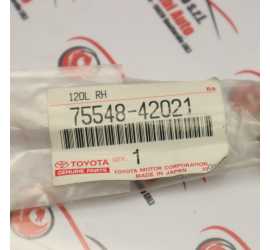 120L RH
75548-42021
TOYOTA QTY. 1
GENUINE PARTS
TOYOTA MOTOR CORPORATION
MADE IN JAPAN